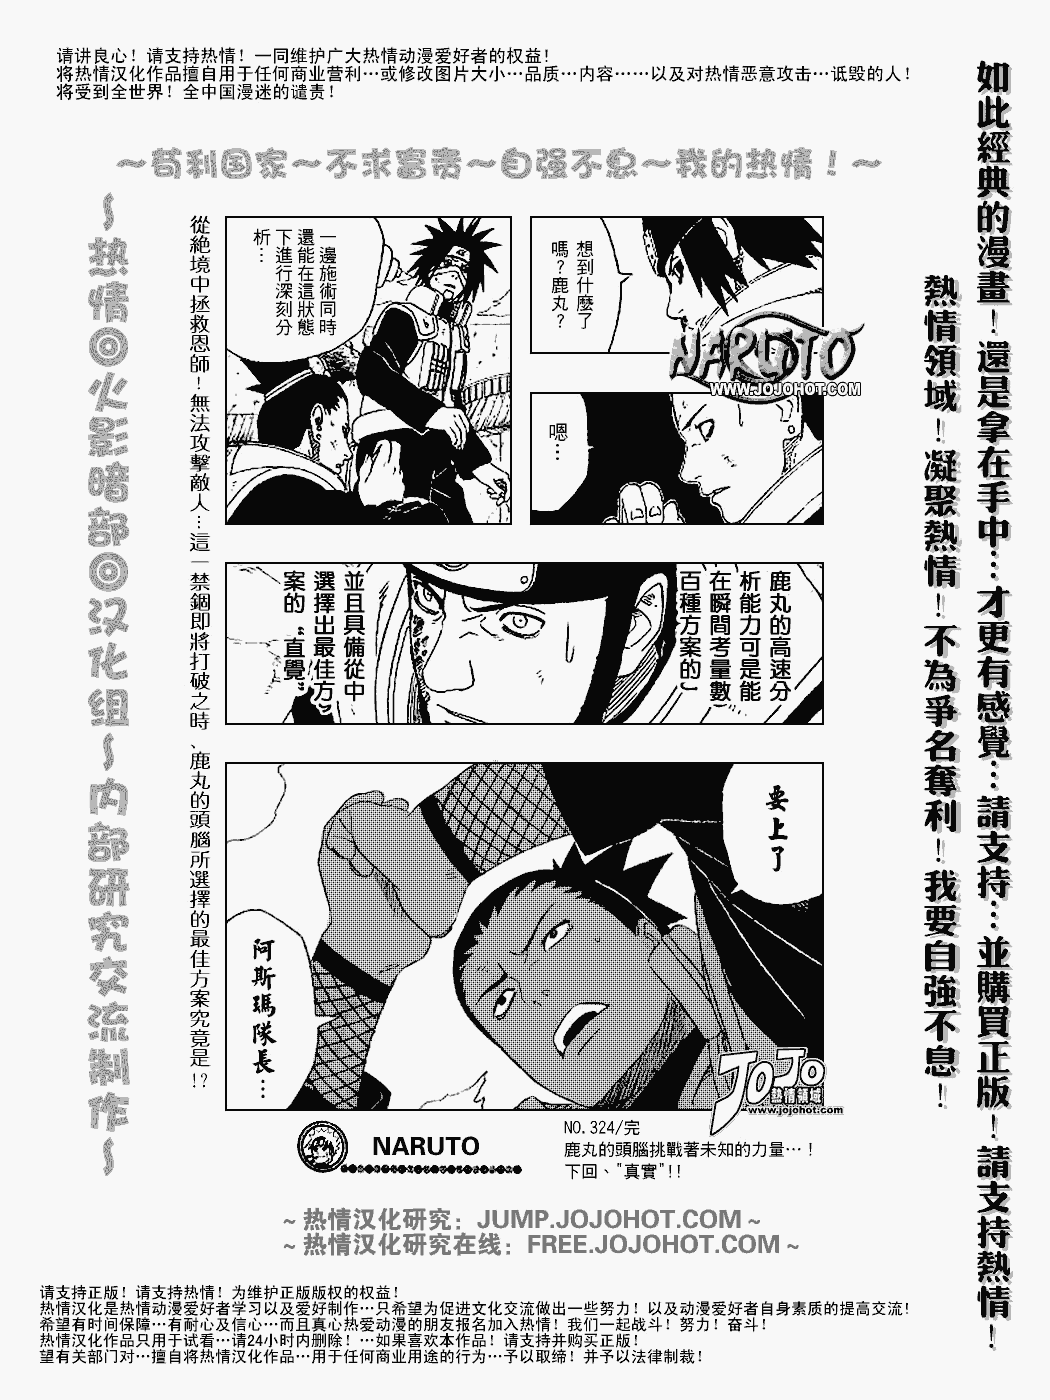 请讲良心！请支持热情！一同维护广大热情动漫爱好者的权益！
将热情汉化作品擅自用于任何商业营利…或修改图片大小…品质…内容……以及对热情恶意攻击…诋毁的人！
将受到全世界！全中国漫迷的谴责！
～苟利国家～不求富贵～自强不息～我的热情！～
如此經典的漫畫！還是拿在手中…才更有感覺…請支持…並購買正版！請支持熱情！
熱情領域！凝聚熱情！不為爭名奪利！我要自強不息！
想到什麼了
嗎？鹿丸？
NARUTO
WWW.JOJOHOT.COM
嗯…
一邊施術同時
還能在這狀態
下進行深刻分
析…
鹿丸的高速分
析能力可是能
在瞬間考量數
百種方案的
並且具備從中
選擇出最佳方
案的“直覺”
要上了
阿斯瑪隊長…
從絕境中拯救恩師！無法攻擊敵人…這一禁錮即將打破之時、鹿丸的頭腦所選擇的最佳方案究竟是!?
～热情◎火影暗部◎汉化组～内部研究交流制作～
JOJO
熱情領域
www.jojohot.com
NARUTO
NO.324/完
鹿丸的頭腦挑戰著未知的力量…！
下回、"真實"!!
～热情汉化研究：JUMP.JOJOHOT.COM～
～热情汉化研究在线：FREE.JOJOHOT.COM～
请支持正版！请支持热情！为维护正版版权的权益！
热情汉化是热情动漫爱好者学习以及爱好制作…只希望为促进文化交流做出一些努力！以及动漫爱好者自身素质的提高交流！
希望有时间保障…有耐心及信心…而且真心热爱动漫的朋友报名加入热情！我们一起战斗！努力！奋斗！
热情汉化作品只用于试看…请24小时内删除！…如果喜欢本作品！请支持并购买正版！
望有关部门对…擅自将热情汉化作品…用于任何商业用途的行为…予以取缔！并予以法律制裁！